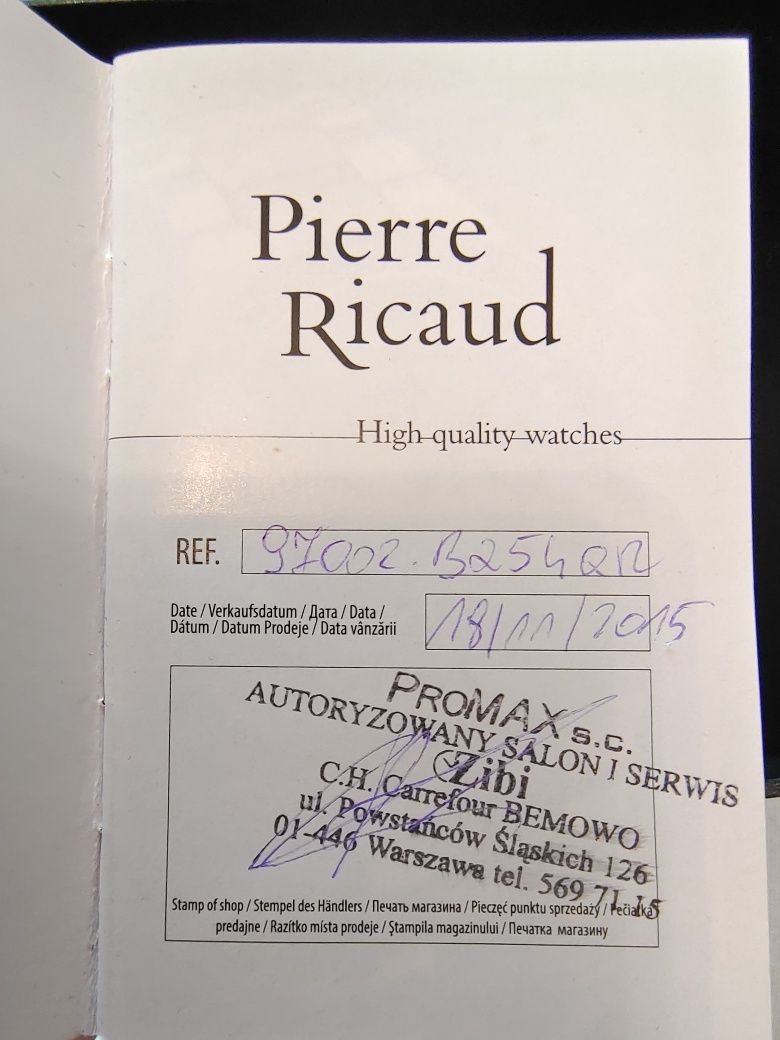 Pierre
Ricaud
High quality watches
REF. 97002.B254QR
Date / Verkaufsdatum / Дата / Data / 18/11/2015
Dátum / Datum Prodeje / Data vânzării
PROMAX s.c.
AUTORYZOWANY SALON I SERWIS
Zibi
C.H. Carrefour BEMOWO
ul. Powstańców Śląskich 126
01-446 Warszawa tel. 569 71 15
Stamp of shop / Stempel des Händlers / Печать магазина / Pieczęć punktu sprzedaży / Pečiatka
predajne / Razítko místa prodeje / Ştampila magazinului / Печатка магазину